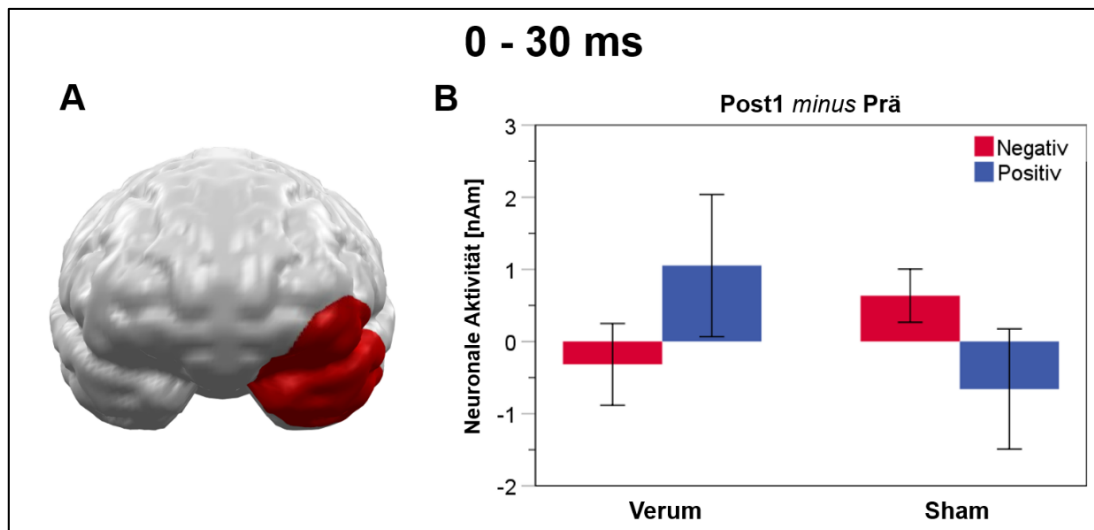 0 - 30 ms
A
B
Post1 minus Prä
Neuronale Aktivität [nAm]
3
2
1
0
-1
-2
Negativ
Positiv
Verum
Sham